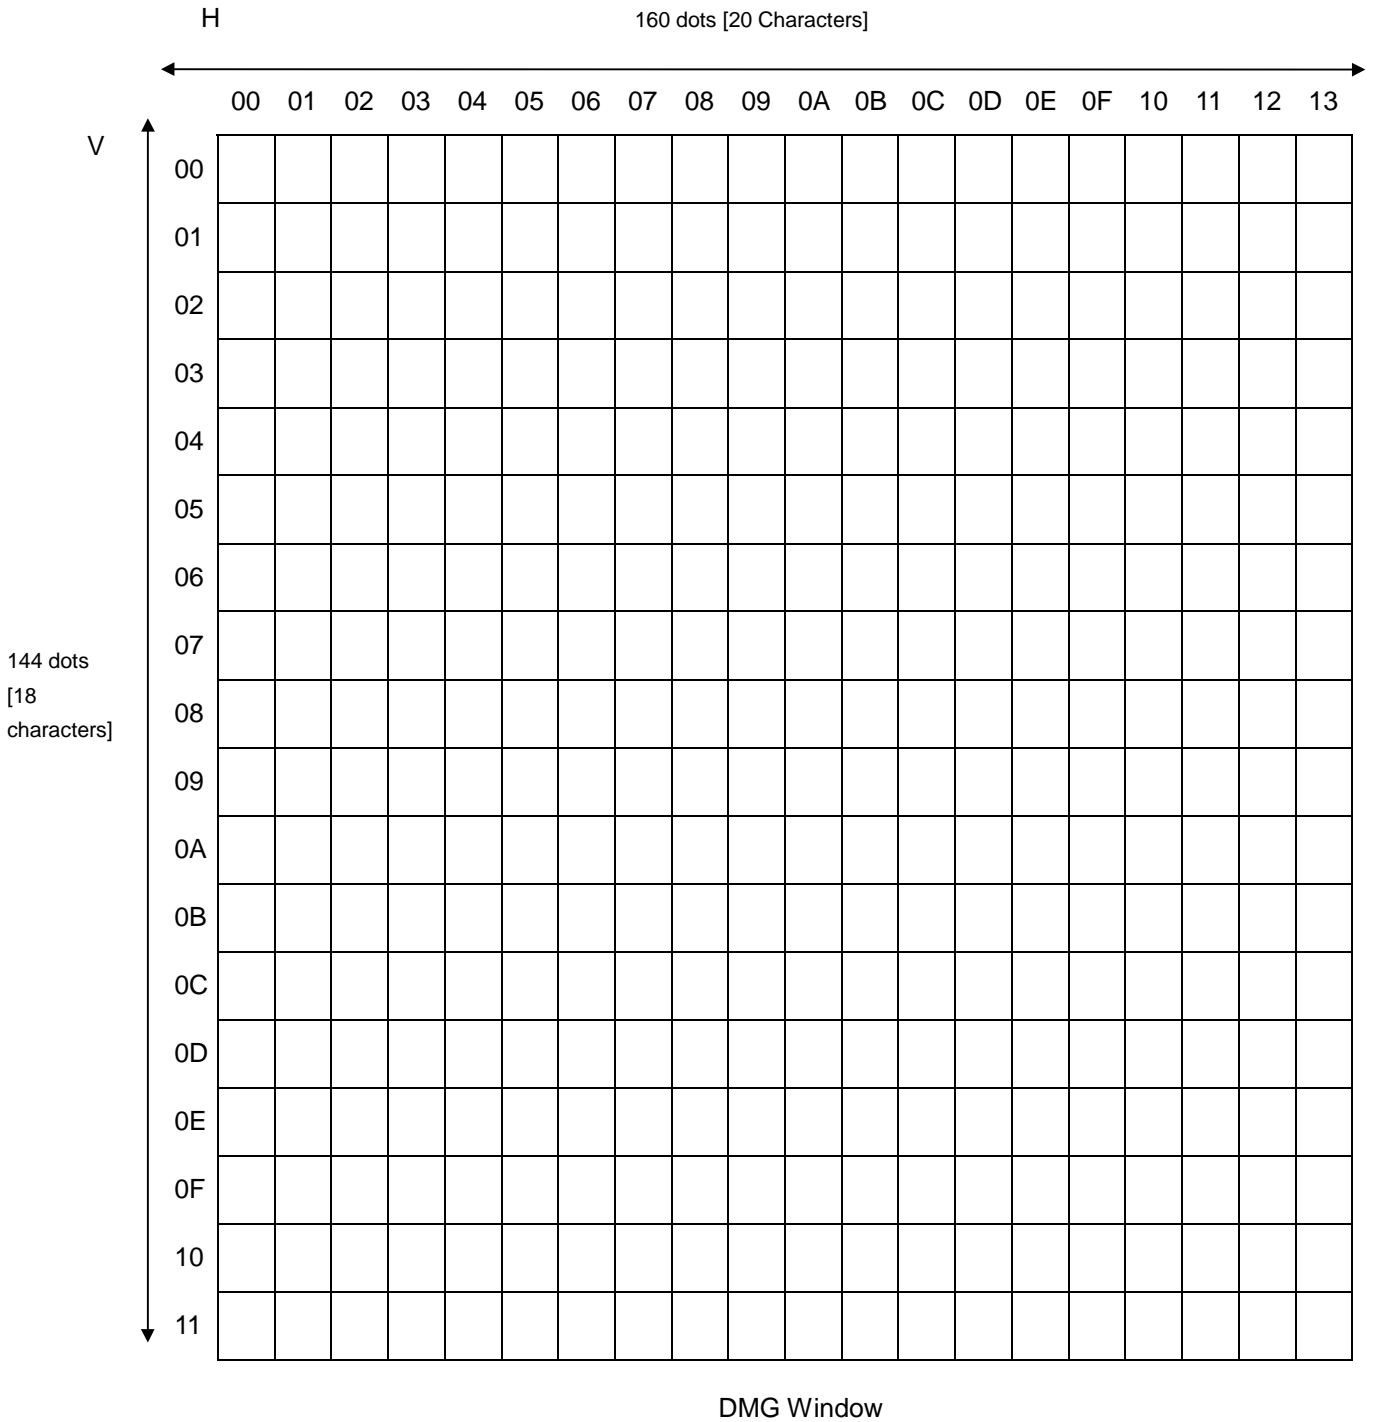 H
160 dots [20 Characters]
00 01 02 03 04 05 06 07 08 09 0A 0B 0C 0D 0E 0F 10 11 12 13
V
00
01
02
03
04
05
06
07
144 dots
[18
characters]
08
09
0A
0B
0C
0D
0E
0F
10
11
DMG Window